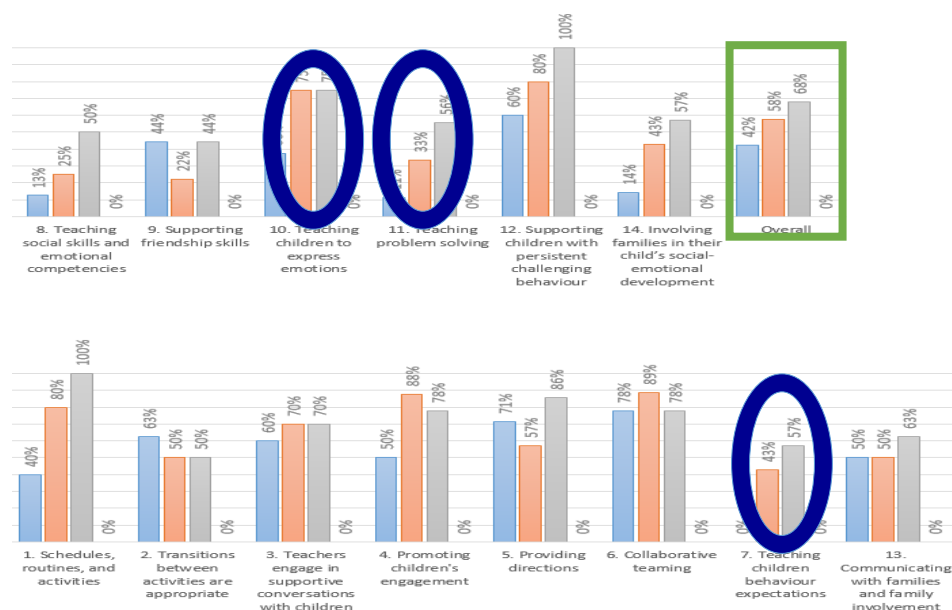 100%
80%
60%
50%
25%
13%
0%
44%
22%
44%
0%
33%
56%
0%
0%
57%
43%
14%
0%
68%
58%
42%
0%
8. Teaching
social skills and
emotional
competencies
9. Supporting
friendship skills
10. Teaching
children to
express
emotions
11. Teaching
problem solving
12. Supporting
children with
persistent
challenging
behaviour
14. Involving
families in their
child's social-
emotional
development
Overall
40%
80%
100%
0%
63%
50%
50%
0%
60%
70%
70%
0%
50%
88%
78%
0%
71%
57%
86%
0%
78%
89%
78%
0%
43%
57%
50%
50%
63%
0%
1. Schedules,
routines, and
activities
2. Transitions
between
activities are
appropriate
3. Teachers
engage in
supportive
conversations
with children
4. Promoting
children's
engagement
5. Providing
directions
6. Collaborative
teaming
7. Teaching
children
behaviour
expectations
13.
Communicating
with families
and family
involvement